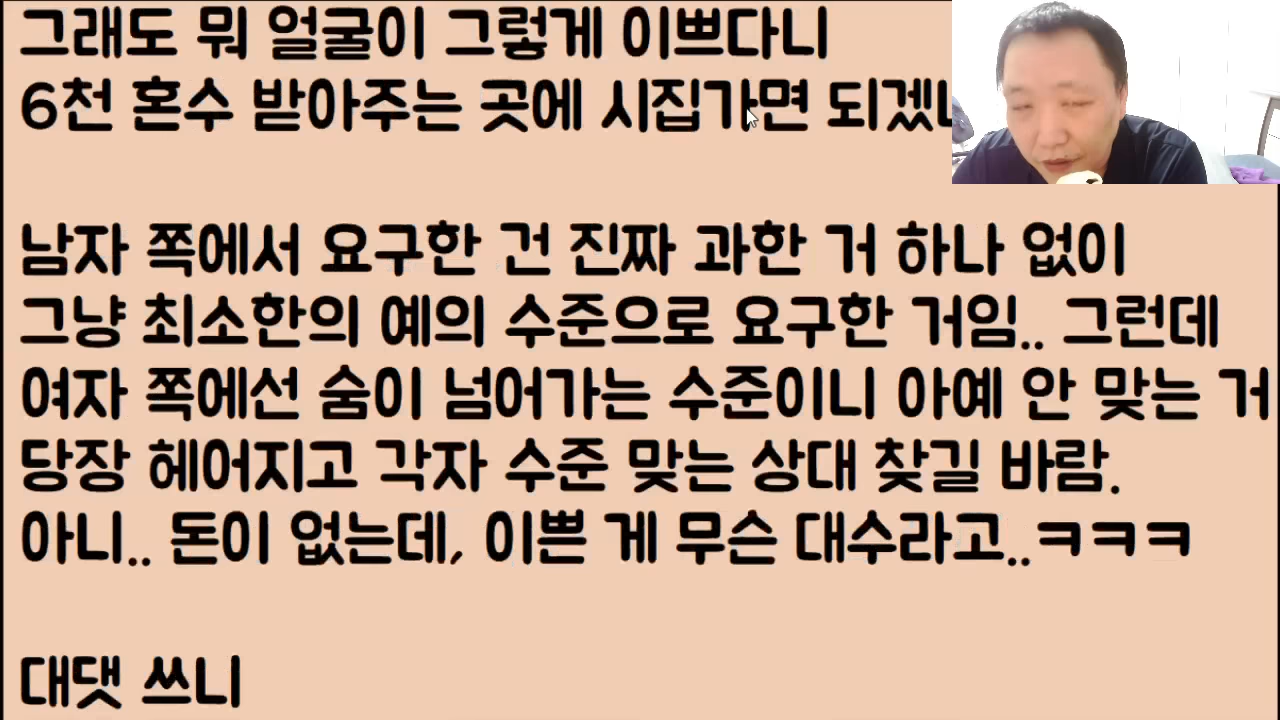 그래도 뭐 얼굴이 그렇게 이쁘다니
6천 혼수 받아주는 곳에 시집가면
남자 쪽에서 요구한 건 진짜 과한 거 하나 없이
그냥 최소한의 예의 수준으로 요구한 거임.. 그런데
여자 쪽에선 숨이 넘어가는 수준이니 아예 안 맞는 거
당장 헤어지고 각자 수준 맞는 상대 찾길 바람.
아니.. 돈이 없는데, 이쁜 게 무슨 대수라고..ㅋㅋㅋ
대댓 쓰니